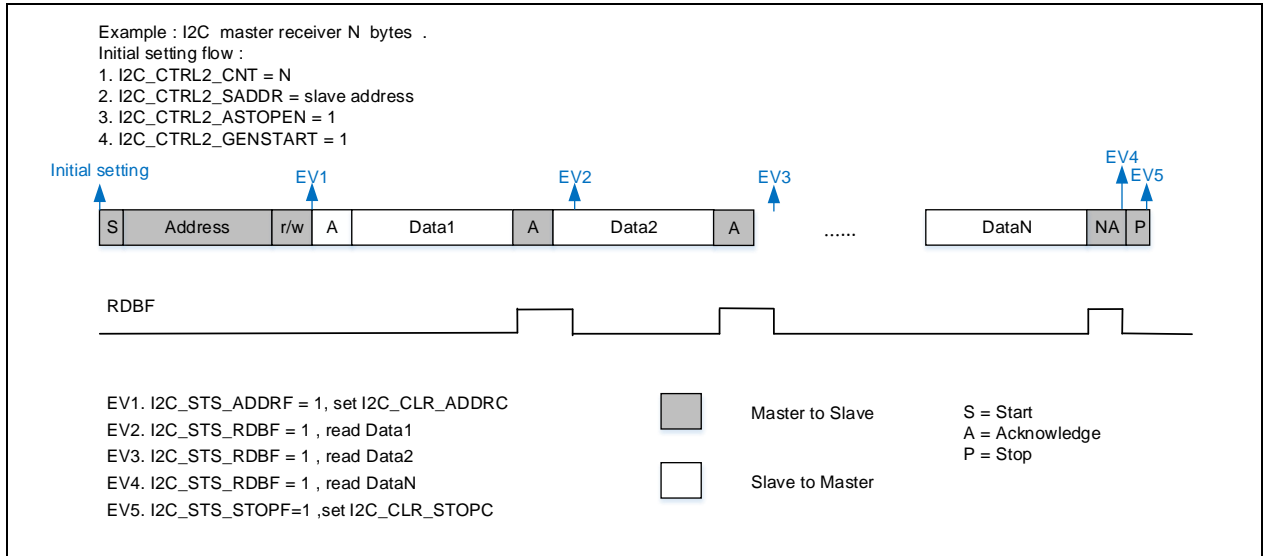 Example : I2C master receiver N bytes .
Initial setting flow :
1. I2C_CTRL2_CNT = N
2. I2C_CTRL2_SADDR = slave address
3. I2C_CTRL2_ASTOPEN = 1
4. I2C_CTRL2_GENSTART = 1
Initial setting EV1 EV2 EV3 EV4 EV5
S Address r/w A Data1 A Data2 A ...... DataN NA P
RDBF
EV1. I2C_STS_ADDRF = 1, set I2C_CLR_ADDRC
EV2. I2C_STS_RDBF = 1 , read Data1
EV3. I2C_STS_RDBF = 1 , read Data2
EV4. I2C_STS_RDBF = 1 , read DataN
EV5. I2C_STS_STOPF=1 ,set I2C_CLR_STOPC
Master to Slave
Slave to Master
S = Start
A = Acknowledge
P = Stop